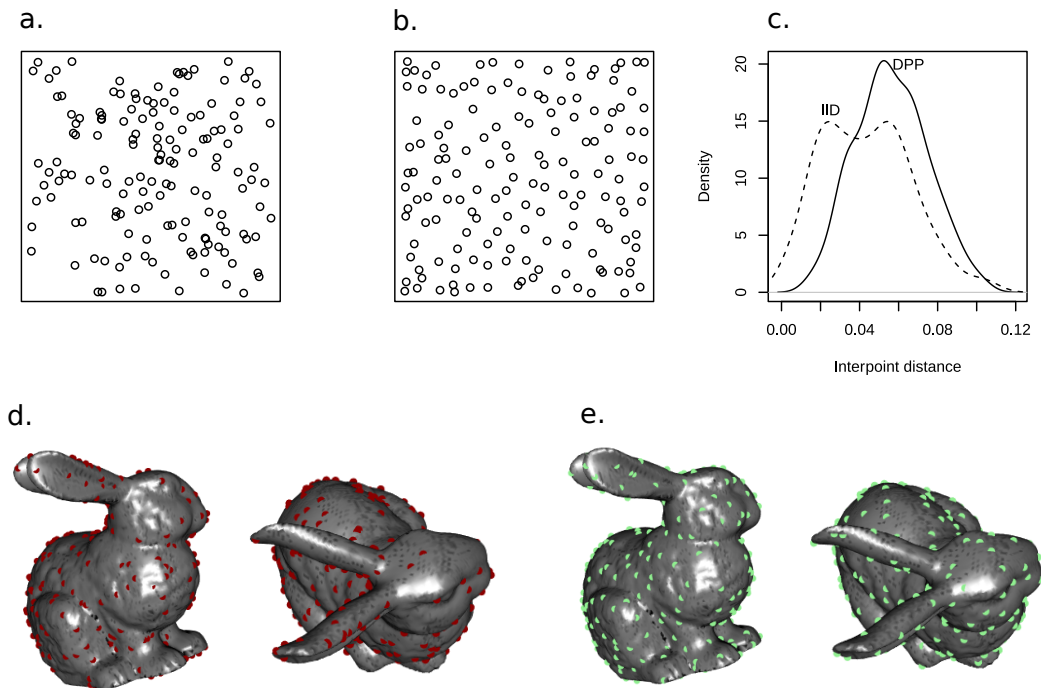 a.
b.
c.
20
15
10
5
0
Density
IID
DPP
0.00 0.04 0.08 0.12
Interpoint distance
d.
e.